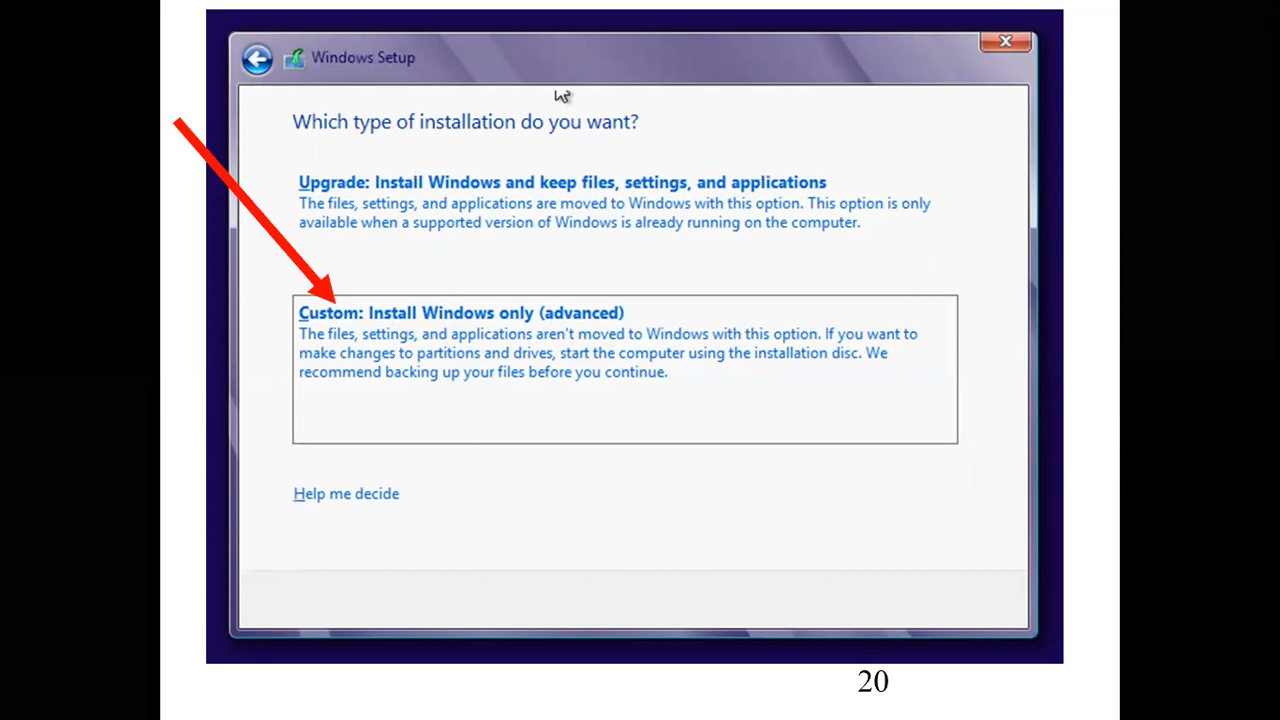 Windows Setup
Which type of installation do you want?
Upgrade: Install Windows and keep files, settings, and applications
The files, settings, and applications are moved to Windows with this option. This option is only
available when a supported version of Windows is already running on the computer.
Custom: Install Windows only (advanced)
The files, settings, and applications aren't moved to Windows with this option. If you want to
make changes to partitions and drives, start the computer using the installation disc. We
recommend backing up your files before you continue.
Help me decide
20